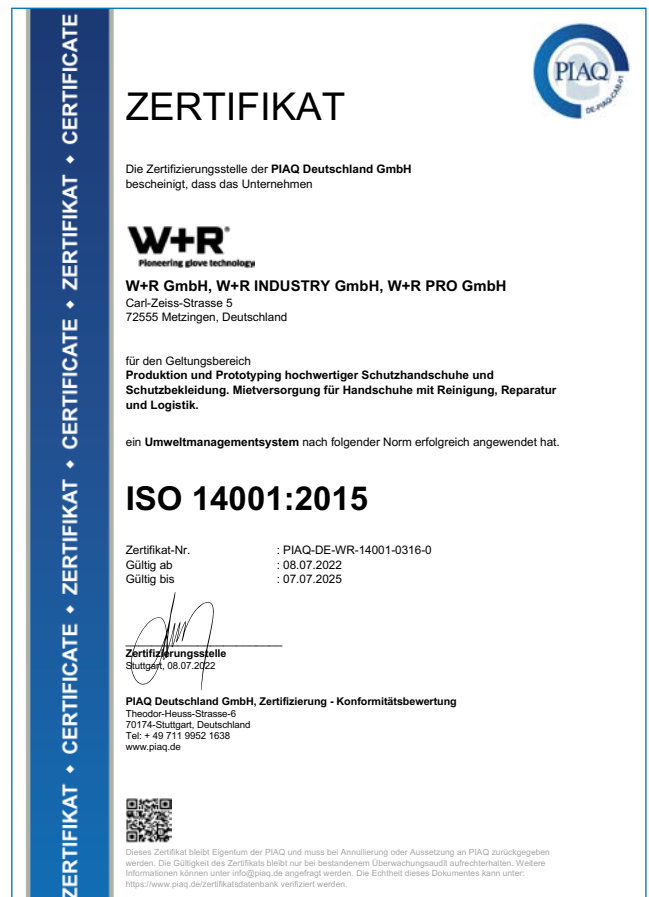 ZERTIFIKAT ◆ CERTIFICATE ◆ ZERTIFIKAT ◆ CERTIFICATE ◆ ZERTIFIKAT ◆ CERTIFICATE
PIAQ
DE-PIAQ-CAB-01
ZERTIFIKAT
Die Zertifizierungsstelle der PIAQ Deutschland GmbH
bescheinigt, dass das Unternehmen
W+R®
Pioneering glove technology
W+R GmbH, W+R INDUSTRY GmbH, W+R PRO GmbH
Carl-Zeiss-Strasse 5
72555 Metzingen, Deutschland
für den Geltungsbereich
Produktion und Prototyping hochwertiger Schutzhandschuhe und
Schutzbekleidung. Mietversorgung für Handschuhe mit Reinigung, Reparatur
und Logistik.
ein Umweltmanagementsystem nach folgender Norm erfolgreich angewendet hat.
ISO 14001:2015
Zertifikat-Nr. : PIAQ-DE-WR-14001-0316-0
Gültig ab : 08.07.2022
Gültig bis : 07.07.2025
Zertifizierungsstelle
Stuttgart, 08.07.2022
PIAQ Deutschland GmbH, Zertifizierung - Konformitätsbewertung
Theodor-Heuss-Strasse-6
70174-Stuttgart, Deutschland
Tel: + 49 711 9952 1638
www.piaq.de
Dieses Zertifikat bleibt Eigentum der PIAQ und muss bei Annullierung oder Aussetzung an PIAQ zurückgegeben
werden. Die Gültigkeit des Zertifikats bleibt nur bei bestandenem Überwachungsaudit aufrechterhalten. Weitere
Informationen können unter info@piaq.de angefragt werden. Die Echtheit dieses Dokumentes kann unter:
https://www.piaq.de/zertifikatsdatenbank verifiziert werden.